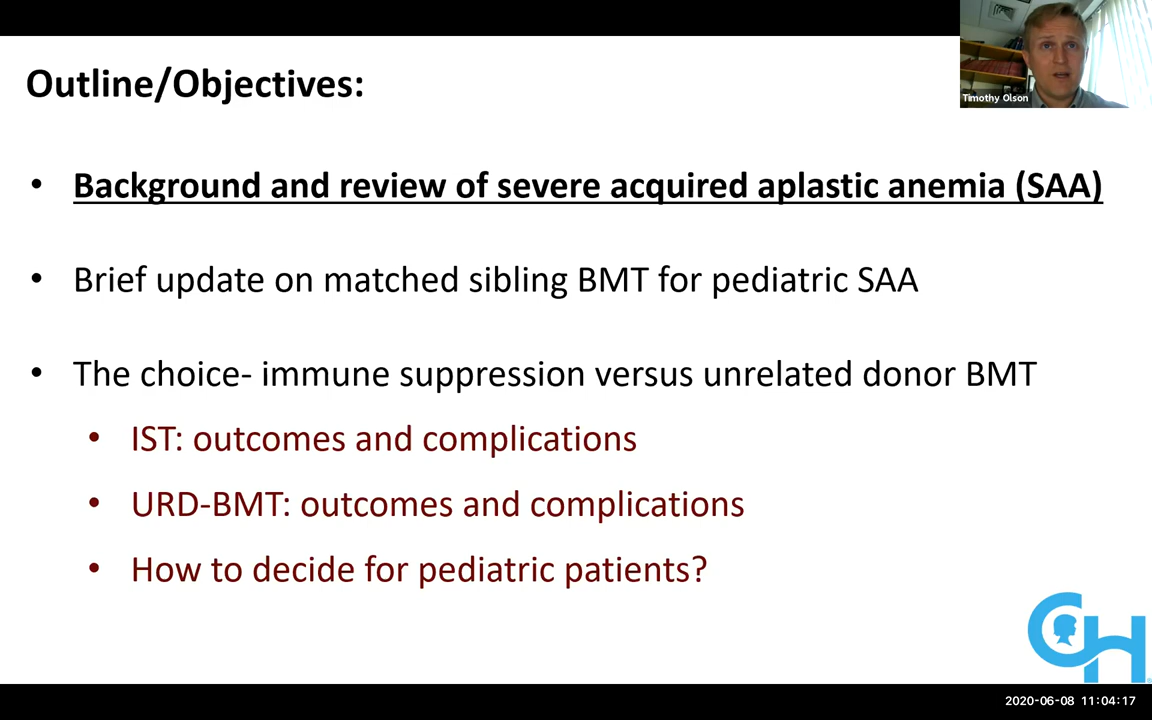 Timothy Olson
Outline/Objectives:
• Background and review of severe acquired aplastic anemia (SAA)
• Brief update on matched sibling BMT for pediatric SAA
• The choice- immune suppression versus unrelated donor BMT
• IST: outcomes and complications
• URD-BMT: outcomes and complications
• How to decide for pediatric patients?
CH
2020-06-08 11:04:17